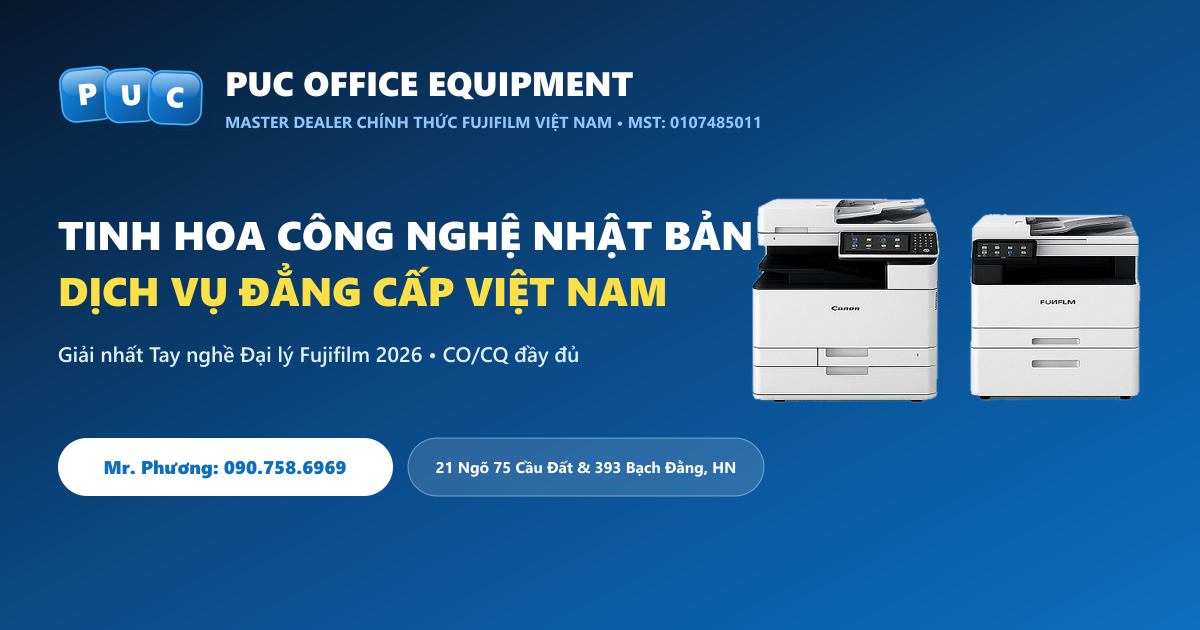 PUC
PUC OFFICE EQUIPMENT
MASTER DEALER CHÍNH THỨC FUJIFILM VIỆT NAM • MST: 0107485011
TINH HOA CÔNG NGHỆ NHẬT BẢN
DỊCH VỤ ĐẲNG CẤP VIỆT NAM
Canon
FUJIFILM
Giải nhất Tay nghề Đại lý Fujifilm 2026 • CO/CQ đầy đủ
Mr. Phương: 090.758.6969
21 Ngõ 75 Cầu Đất & 393 Bạch Đằng, HN